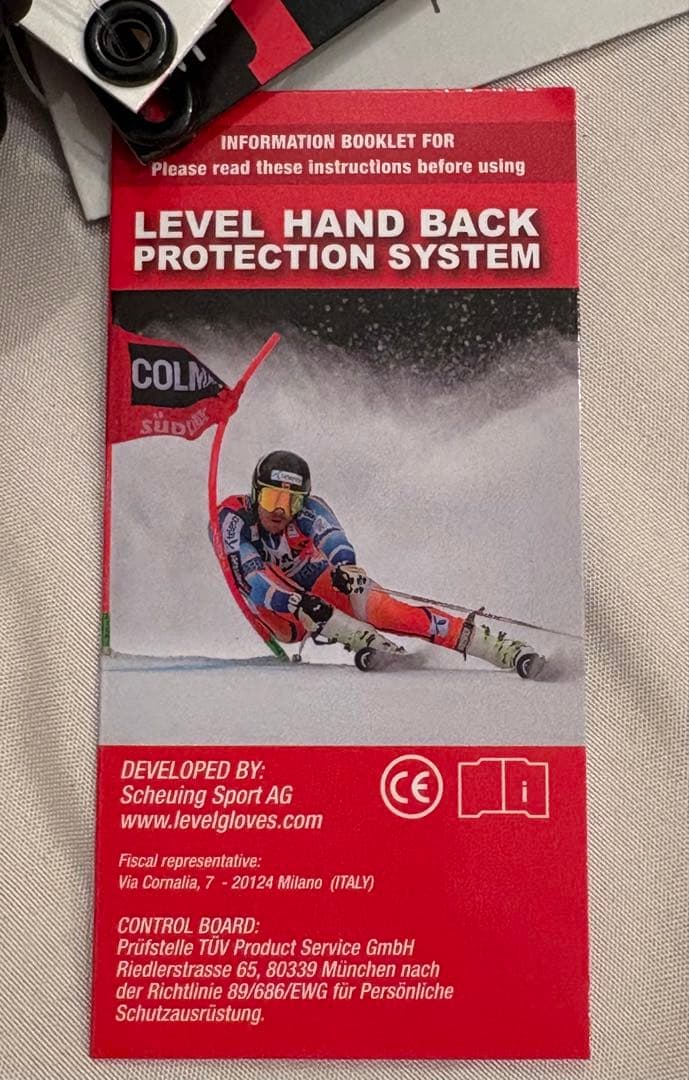 INFORMATION BOOKLET FOR
Please read these instructions before using
LEVEL HAND BACK
PROTECTION SYSTEM
DEVELOPED BY:
Scheuing Sport AG
www.levelgloves.com
CE
i
Fiscal representative:
Via Cornalia, 7 - 20124 Milano (ITALY)
CONTROL BOARD:
Prüfstelle TÜV Product Service GmbH
Riedlerstrasse 65, 80339 München nach
der Richtlinie 89/686/EWG für Persönliche
Schutzausrüstung.